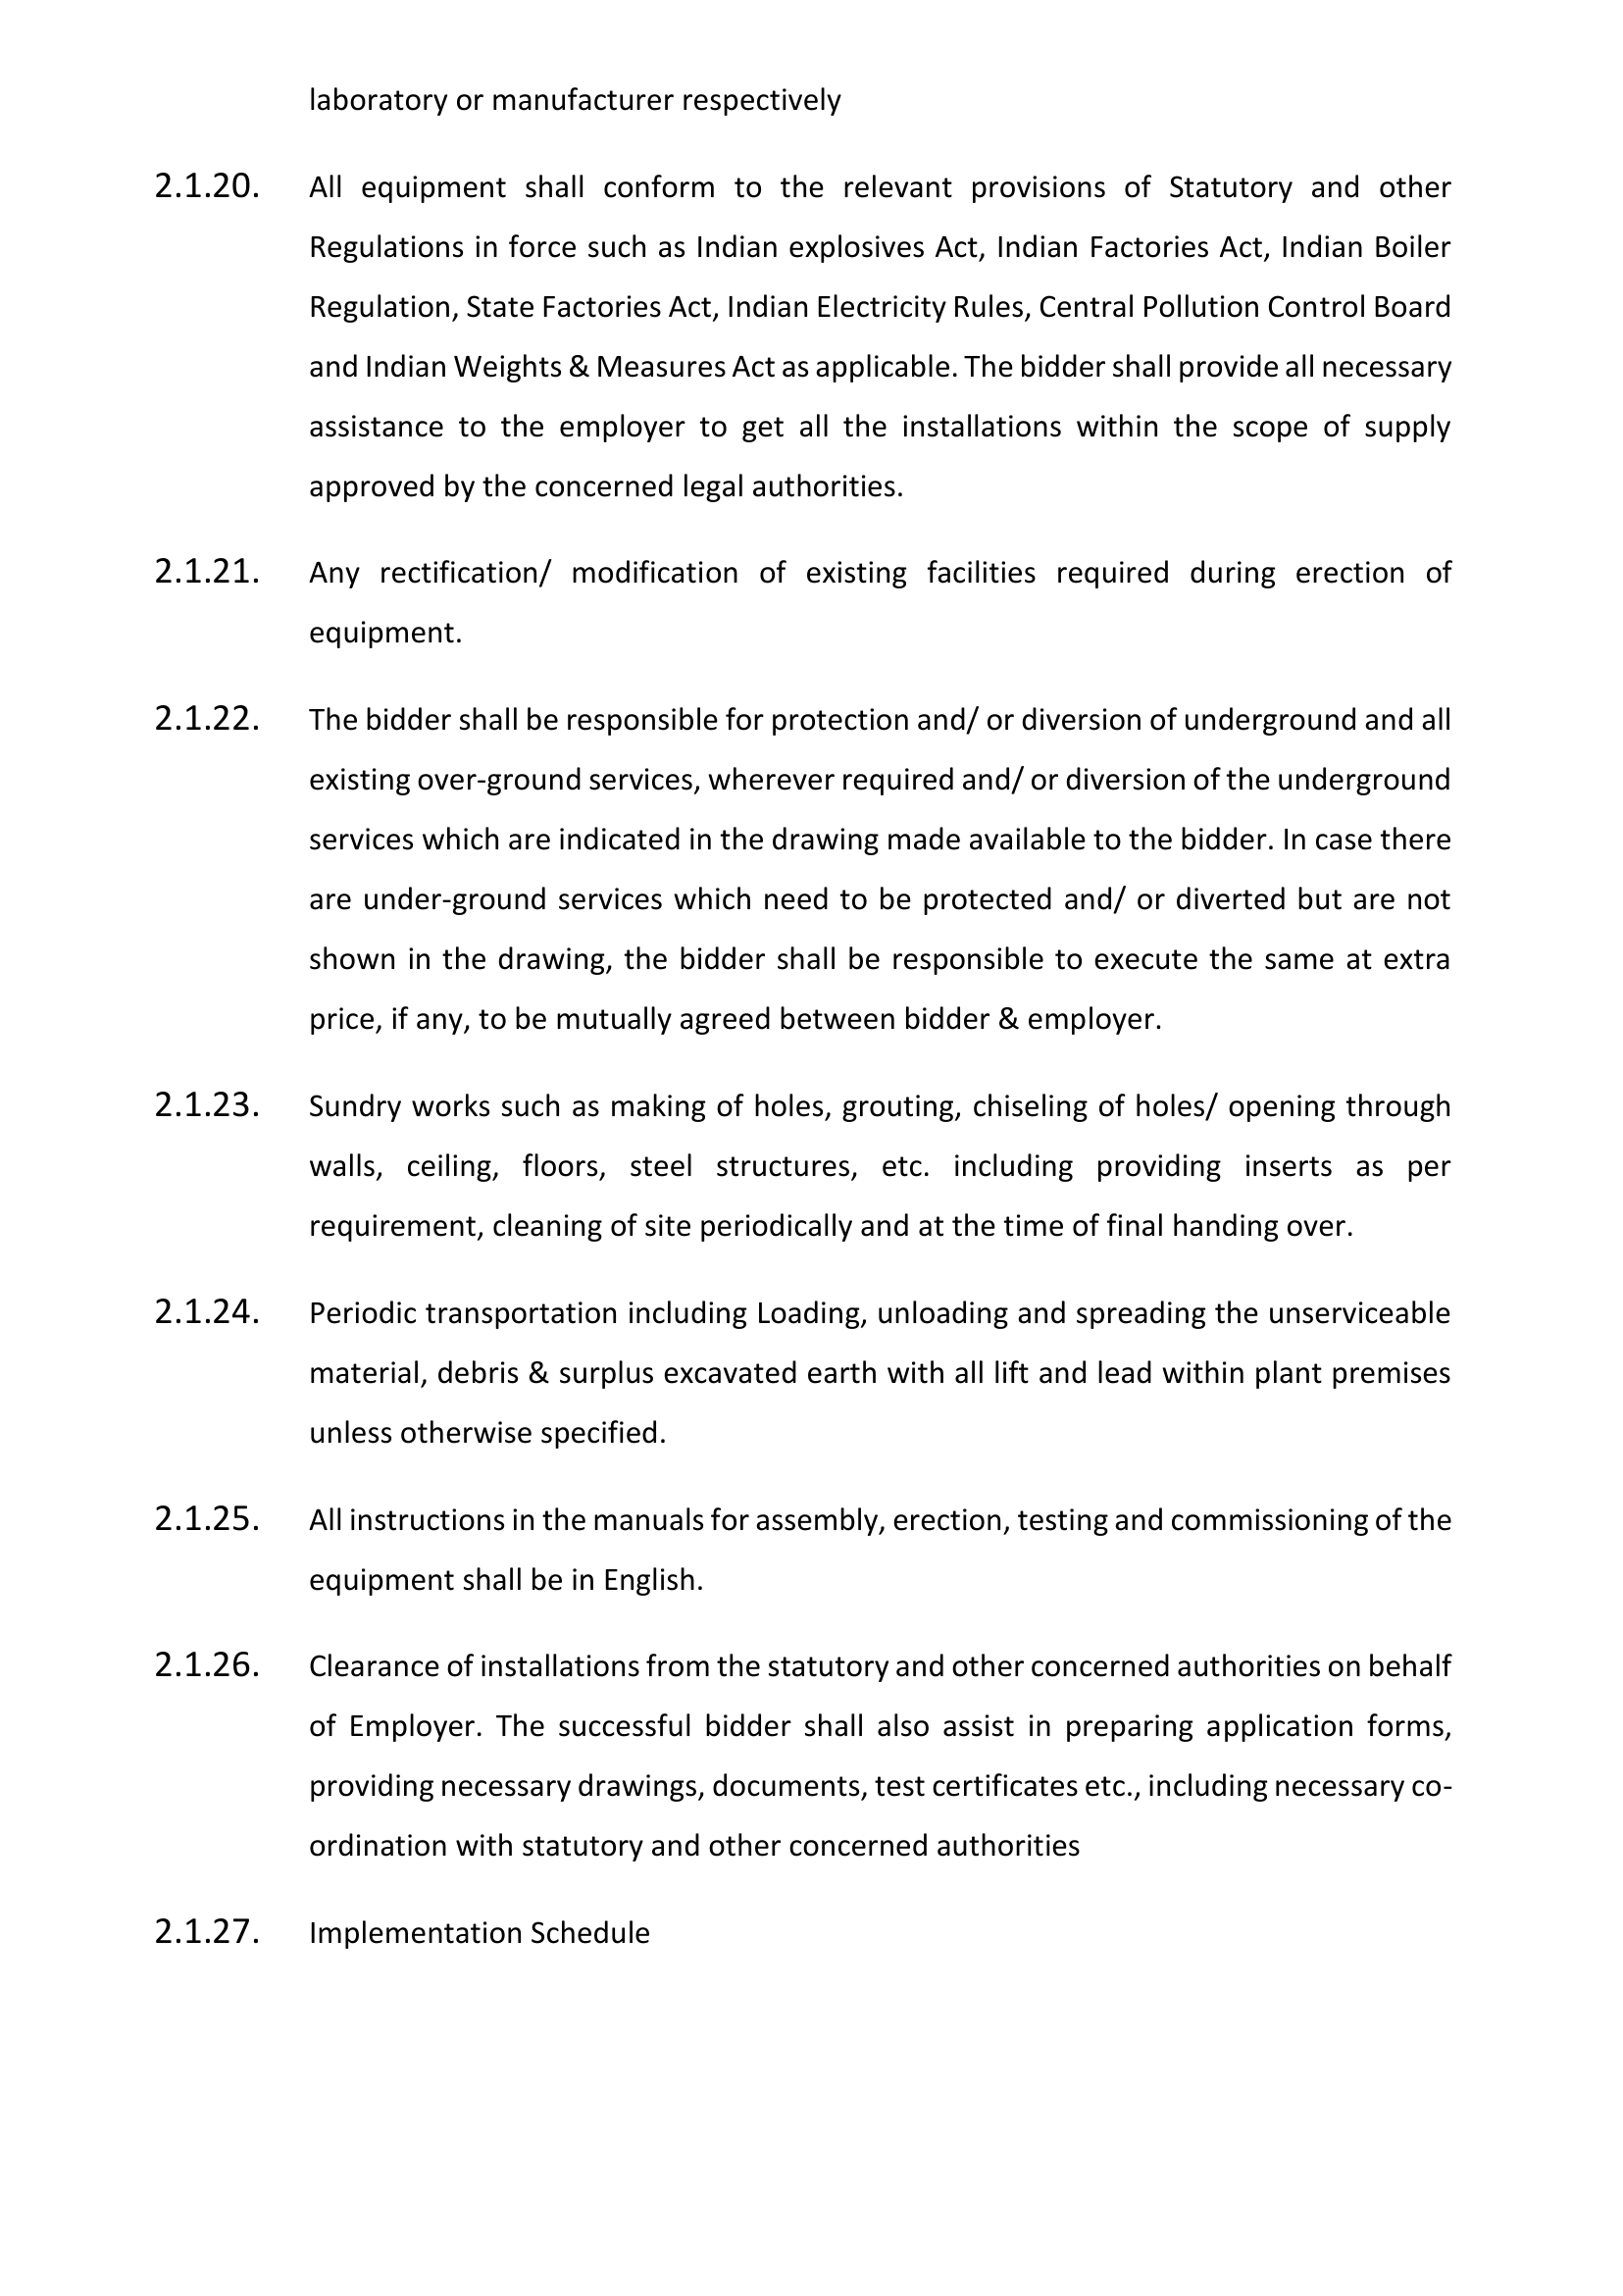 laboratory or manufacturer respectively
2.1.20. All equipment shall conform to the relevant provisions of Statutory and other
Regulations in force such as Indian explosives Act, Indian Factories Act, Indian Boiler
Regulation, State Factories Act, Indian Electricity Rules, Central Pollution Control Board
and Indian Weights & Measures Act as applicable. The bidder shall provide all necessary
assistance to the employer to get all the installations within the scope of supply
approved by the concerned legal authorities.
2.1.21. Any rectification/ modification of existing facilities required during erection of
equipment.
2.1.22. The bidder shall be responsible for protection and/ or diversion of underground and all
existing over-ground services, wherever required and/ or diversion of the underground
services which are indicated in the drawing made available to the bidder. In case there
are under-ground services which need to be protected and/ or diverted but are not
shown in the drawing, the bidder shall be responsible to execute the same at extra
price, if any, to be mutually agreed between bidder & employer.
2.1.23. Sundry works such as making of holes, grouting, chiseling of holes/ opening through
walls, ceiling, floors, steel structures, etc. including providing inserts as per
requirement, cleaning of site periodically and at the time of final handing over.
2.1.24. Periodic transportation including Loading, unloading and spreading the unserviceable
material, debris & surplus excavated earth with all lift and lead within plant premises
unless otherwise specified.
2.1.25. All instructions in the manuals for assembly, erection, testing and commissioning of the
equipment shall be in English.
2.1.26. Clearance of installations from the statutory and other concerned authorities on behalf
of Employer. The successful bidder shall also assist in preparing application forms,
providing necessary drawings, documents, test certificates etc., including necessary co-
ordination with statutory and other concerned authorities
2.1.27. Implementation Schedule